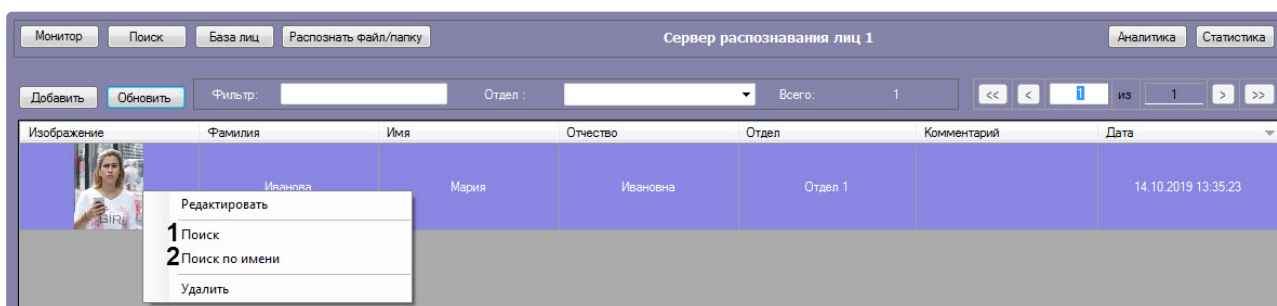 Монитор Поиск База лиц Распознать файл/папку Сервер распознавания лиц 1 Аналитика Статистика
Добавить Обновить Фильтр: Отдел : Всего: 1 << < 1 из 1 > >>
Изображение Фамилия Имя Отчество Отдел Комментарий Дата
Иванова Мария Ивановна Отдел 1 14.10.2019 13:35:23
GIRL
Редактировать
1 Поиск
2 Поиск по имени
Удалить